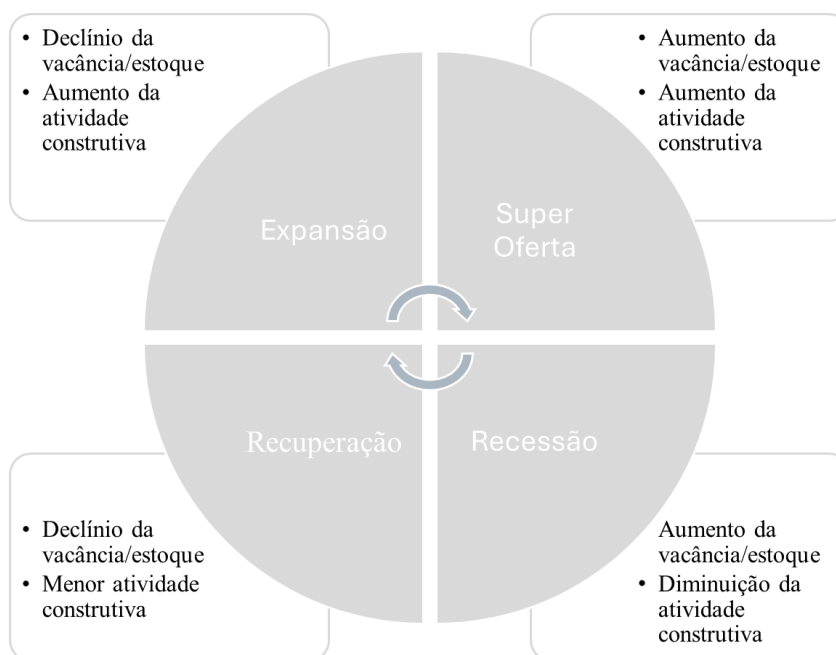 • Declínio da
vacância/estoque
• Aumento da
atividade
construtiva
• Aumento da
vacância/estoque
• Aumento da
atividade
construtiva
Expansão
Super
Oferta
Recuperação
Recessão
• Declínio da
vacância/estoque
• Menor atividade
construtiva
Aumento da
vacância/estoque
• Diminuição da
atividade
construtiva